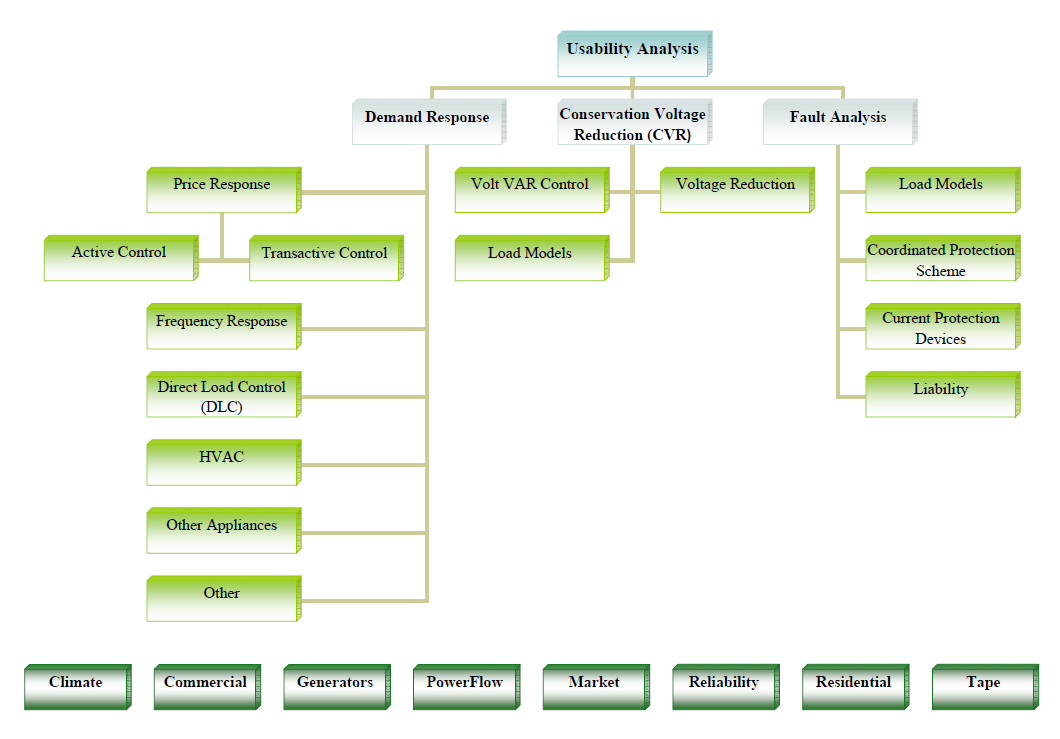 Usability Analysis
Demand Response
Conservation Voltage
Reduction (CVR)
Fault Analysis
Price Response
Volt VAR Control
Voltage Reduction
Load Models
Active Control
Transactive Control
Load Models
Coordinated Protection
Scheme
Frequency Response
Current Protection
Devices
Direct Load Control
(DLC)
Liability
HVAC
Other Appliances
Other
Climate
Commercial
Generators
PowerFlow
Market
Reliability
Residential
Tape